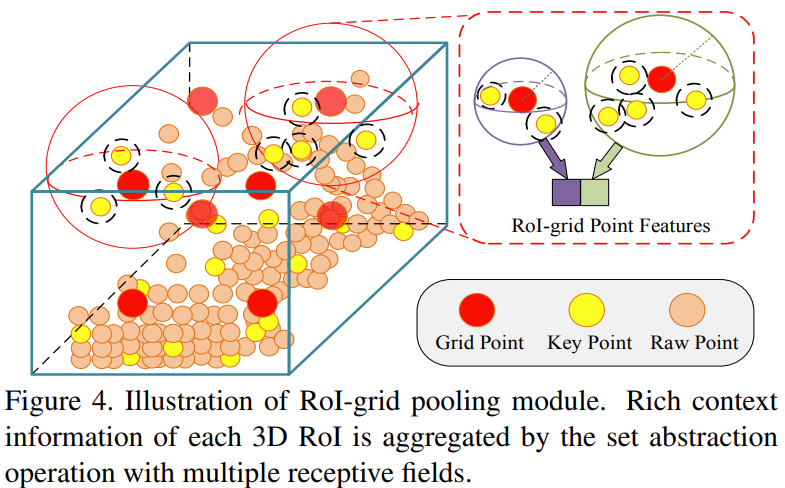 RoI-grid Point Features
Grid Point
Key Point
Raw Point
Figure 4. Illustration of RoI-grid pooling module. Rich context
information of each 3D RoI is aggregated by the set abstraction
operation with multiple receptive fields.